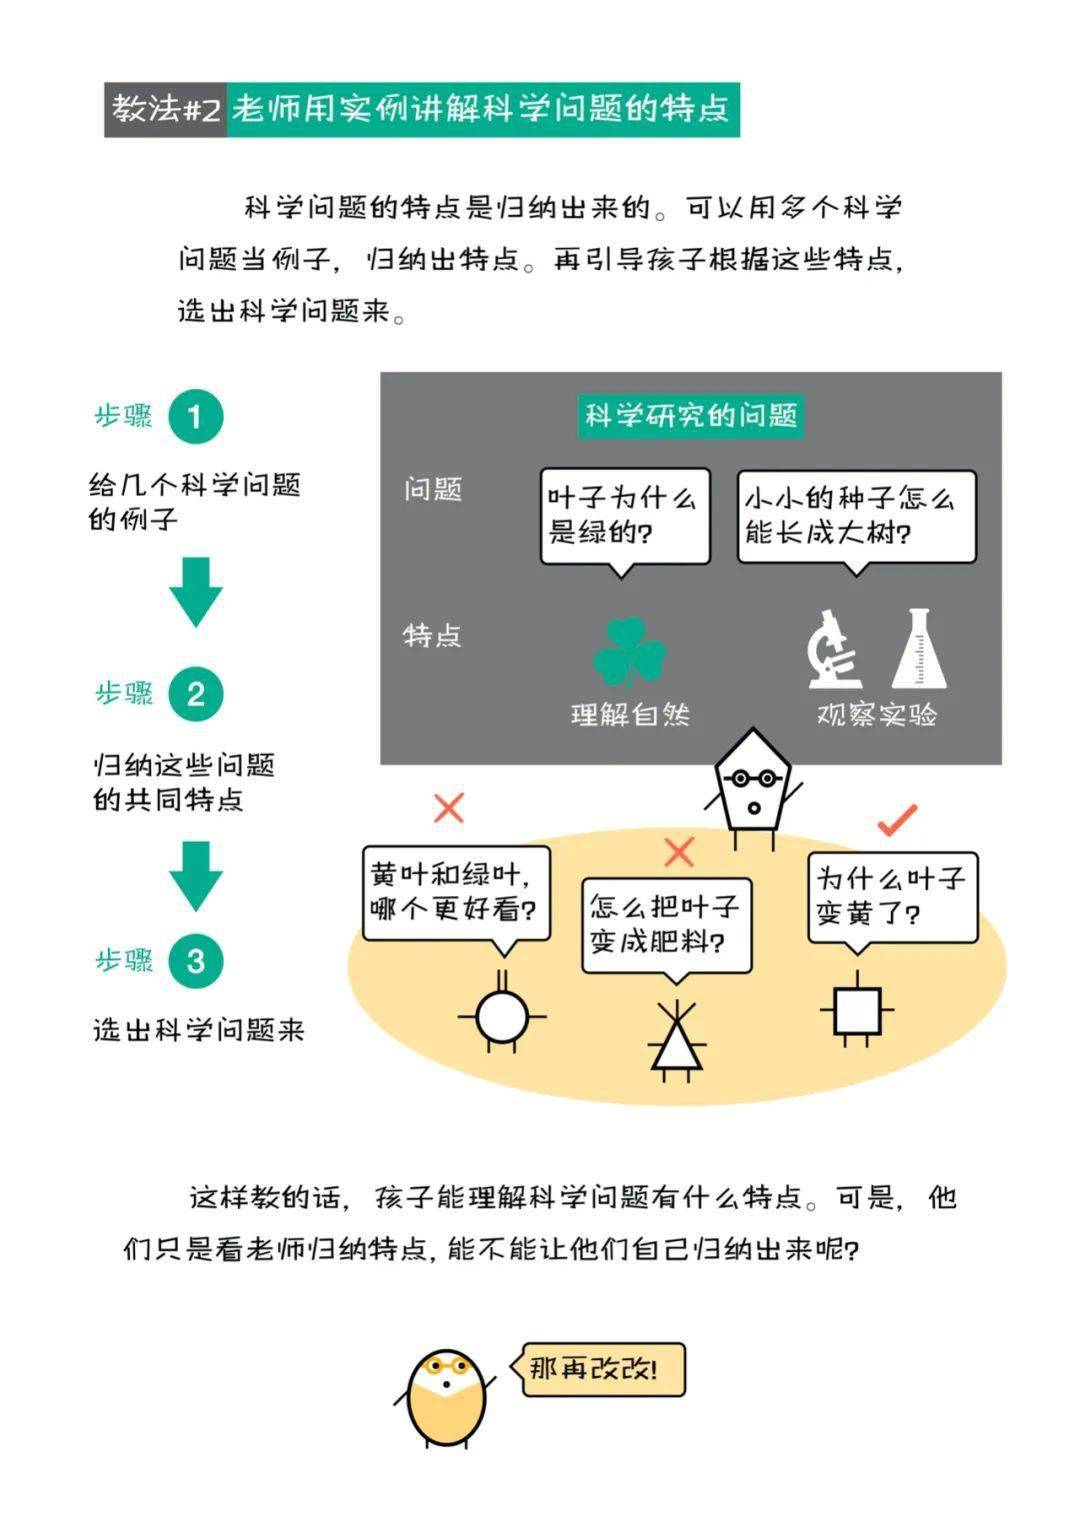 教法#2 老师用实例讲解科学问题的特点
科学问题的特点是归纳出来的。可以用多个科学
问题当例子，归纳出特点。再引导孩子根据这些特点，
选出科学问题来。
步骤 1
给几个科学问题
的例子
步骤 2
归纳这些问题
的共同特点
步骤 3
选出科学问题来
科学研究的问题
问题
叶子为什么
是绿的?
小小的种子怎么
能长成大树?
特点
理解自然
观察实验
黄叶和绿叶，
哪个更好看?
怎么把叶子
变成肥料?
为什么叶子
变黄了?
这样教的话，孩子能理解科学问题有什么特点。可是，他
们只是看老师归纳特点，能不能让他们自己归纳出来呢?
那再改改!